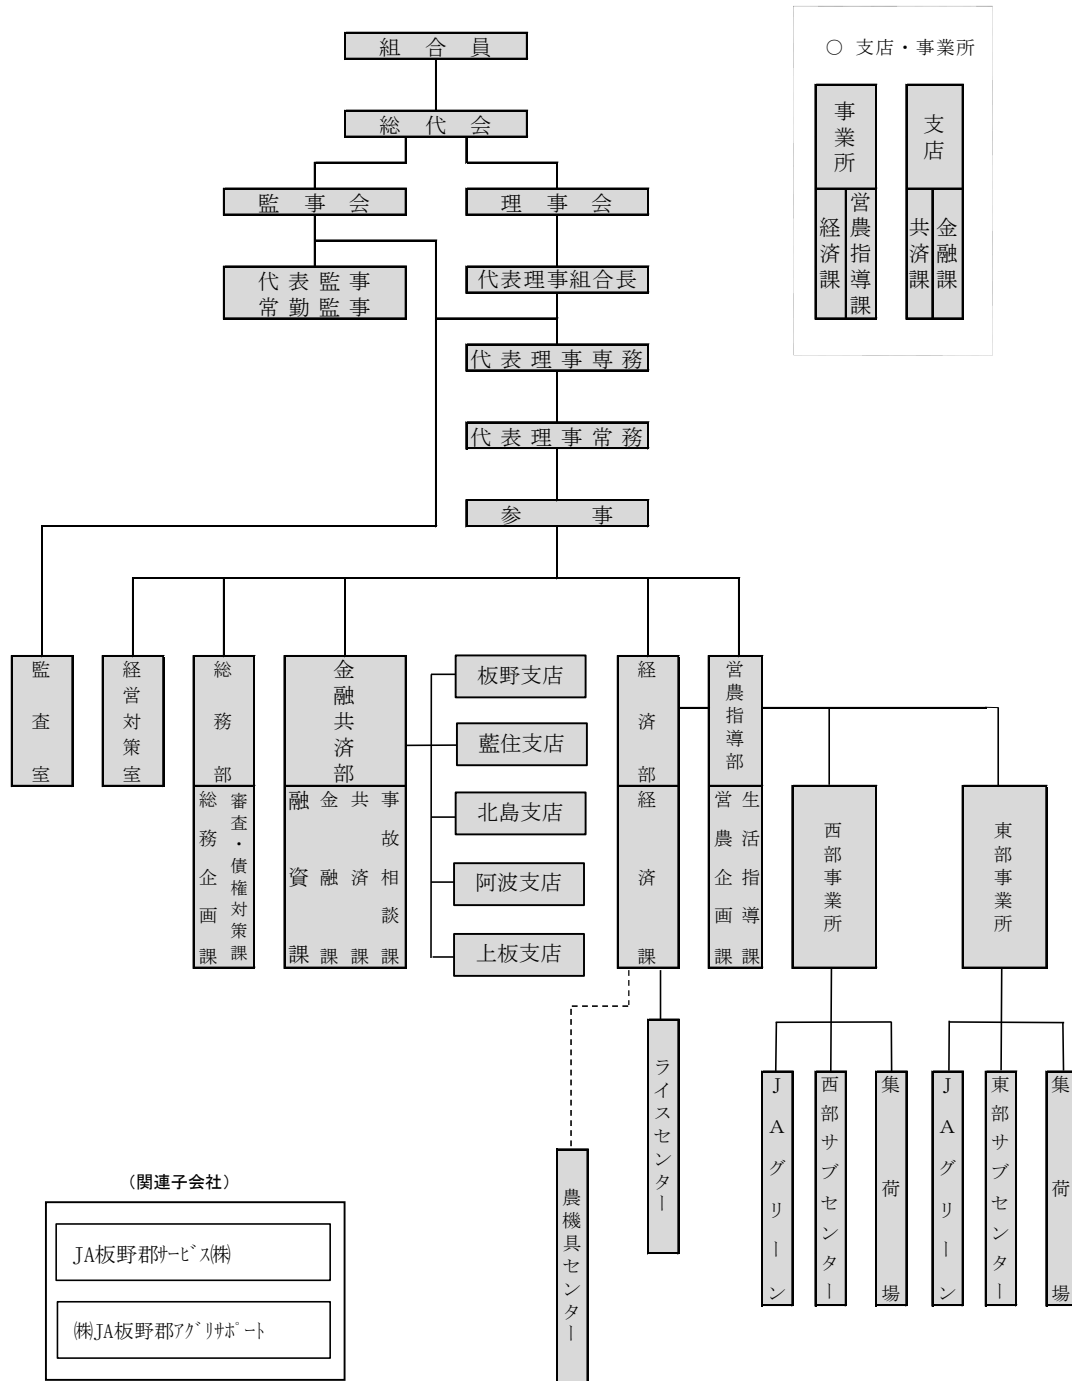 組合員
総代会
監事会
理事会
代表監事
常勤監事
代表理事組合長
代表理事専務
代表理事常務
参事
○ 支店・事業所
事業所
経済課
営農指導課
支店
共済課
金融課
監査室
経営対策室
総務部
総務企画課
審査・債権対策課
金融共済部
融資課
金融課
共済課
事故相談課
板野支店
藍住支店
北島支店
阿波支店
上板支店
経済部
経済課
営農指導部
営農企画課
生活指導課
西部事業所
東部事業所
ライスセンター
農機具センター
JAグリーン
西部サブセンター
集荷場
JAグリーン
東部サブセンター
集荷場
（関連子会社）
JA板野郡ｻｰﾋﾞｽ㈱
㈱JA板野郡ｱｸﾞﾘｻﾎﾟｰﾄ